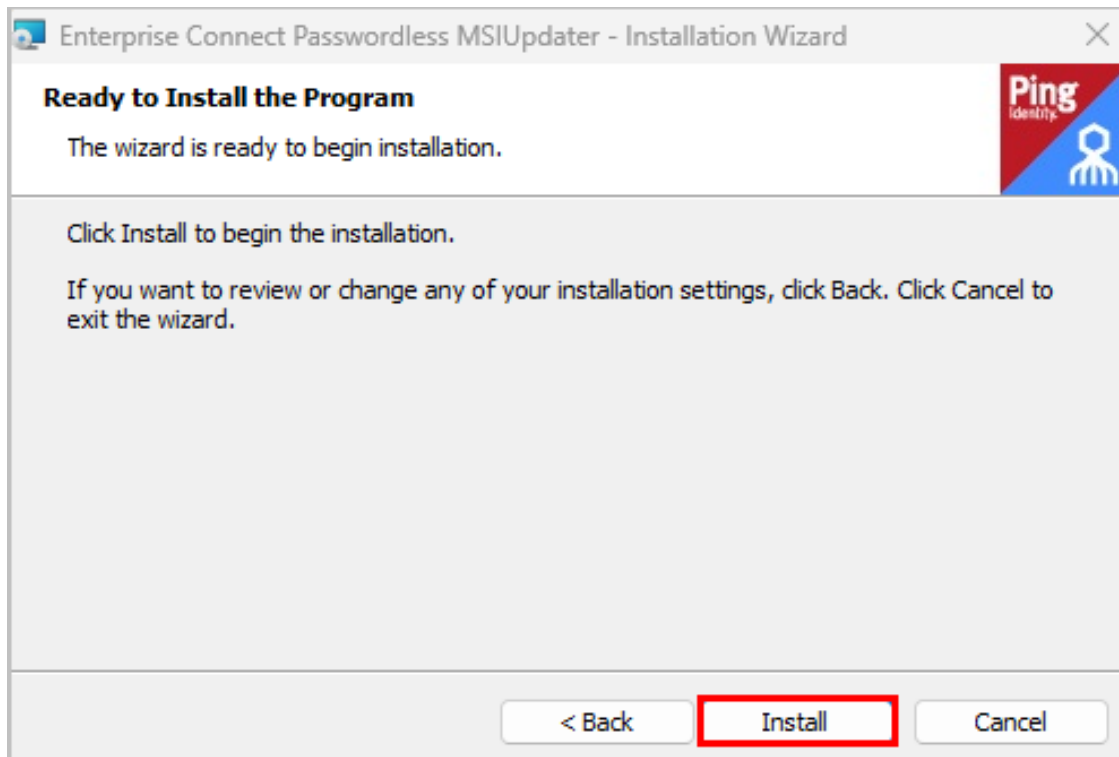 Enterprise Connect Passwordless MSIUpdater - Installation Wizard
Ready to Install the Program
The wizard is ready to begin installation.
Ping
Identity.
Click Install to begin the installation.
If you want to review or change any of your installation settings, click Back. Click Cancel to
exit the wizard.
< Back
Install
Cancel